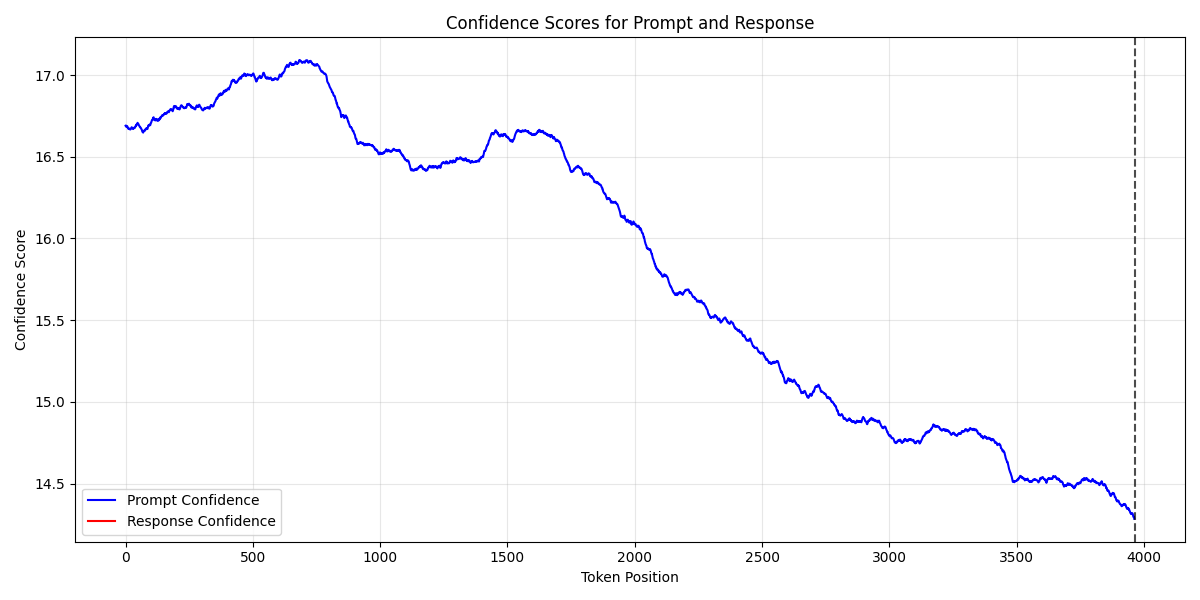 Confidence Scores for Prompt and Response
Confidence Score
17.0
16.5
16.0
15.5
15.0
14.5
Prompt Confidence
Response Confidence
0 500 1000 1500 2000 2500 3000 3500 4000
Token Position